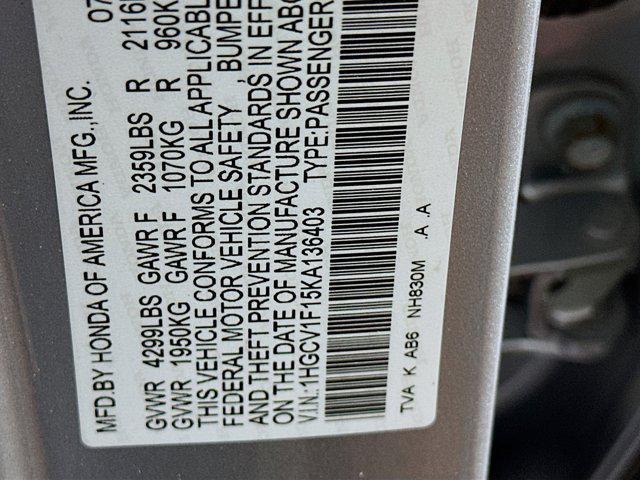 MFD.BY HONDA OF AMERICA MFG.,INC. 07
GVWR 4299LBS GAWR F 2359LBS R 2116
GVWR 1950KG GAWR F 1070KG R 960K
THIS VEHICLE CONFORMS TO ALL APPLICABL
FEDERAL MOTOR VEHICLE SAFETY BUMPE
AND THEFT PREVENTION STANDARDS IN EFF
ON THE DATE OF MANUFACTURE SHOWN ABO
V.I.N.:1HGCV1F15KA136403 TYPE:PASSENGER
TVA K AB6 NH830M .A .A